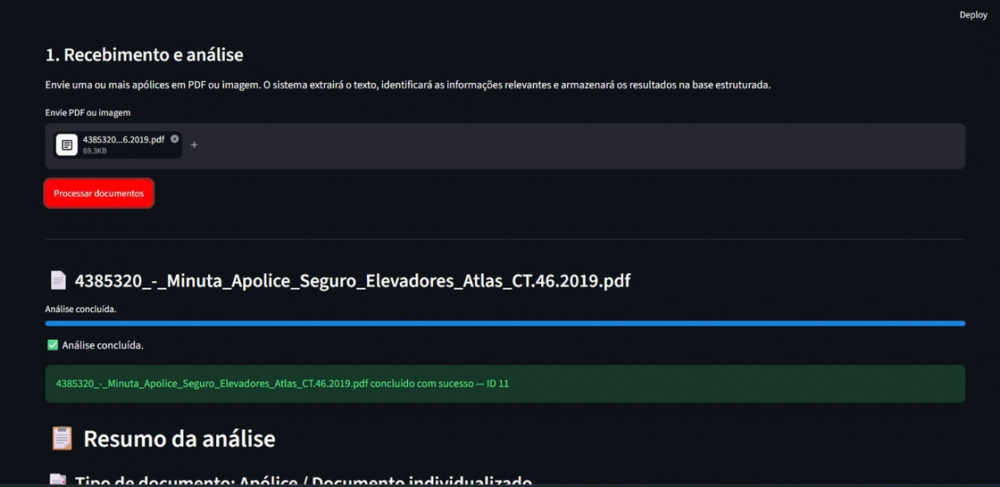 Deploy
1. Recebimento e análise
Envie uma ou mais apólices em PDF ou imagem. O sistema extrairá o texto, identificará as informações relevantes e armazenará os resultados na base estruturada.
Envie PDF ou imagem
4385320...6.2019.pdf
69.3KB
Processar documentos
4385320_-_Minuta_Apolice_Seguro_Elevadores_Atlas_CT.46.2019.pdf
Análise concluída.
Análise concluída.
4385320_-_Minuta_Apolice_Seguro_Elevadores_Atlas_CT.46.2019.pdf concluído com sucesso — ID 11
Resumo da análise
Tipo de documento: Apólice / Documento individualizado